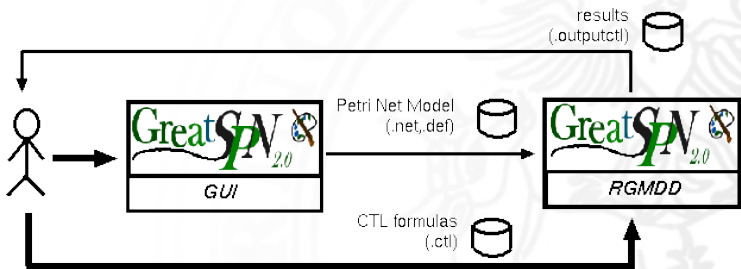 results
(.outputctl)
Petri Net Model
(.net,.def)
GreatSPN 2.0
GUI
GreatSPN 2.0
RGMDD
CTL formulas
(.ctl)